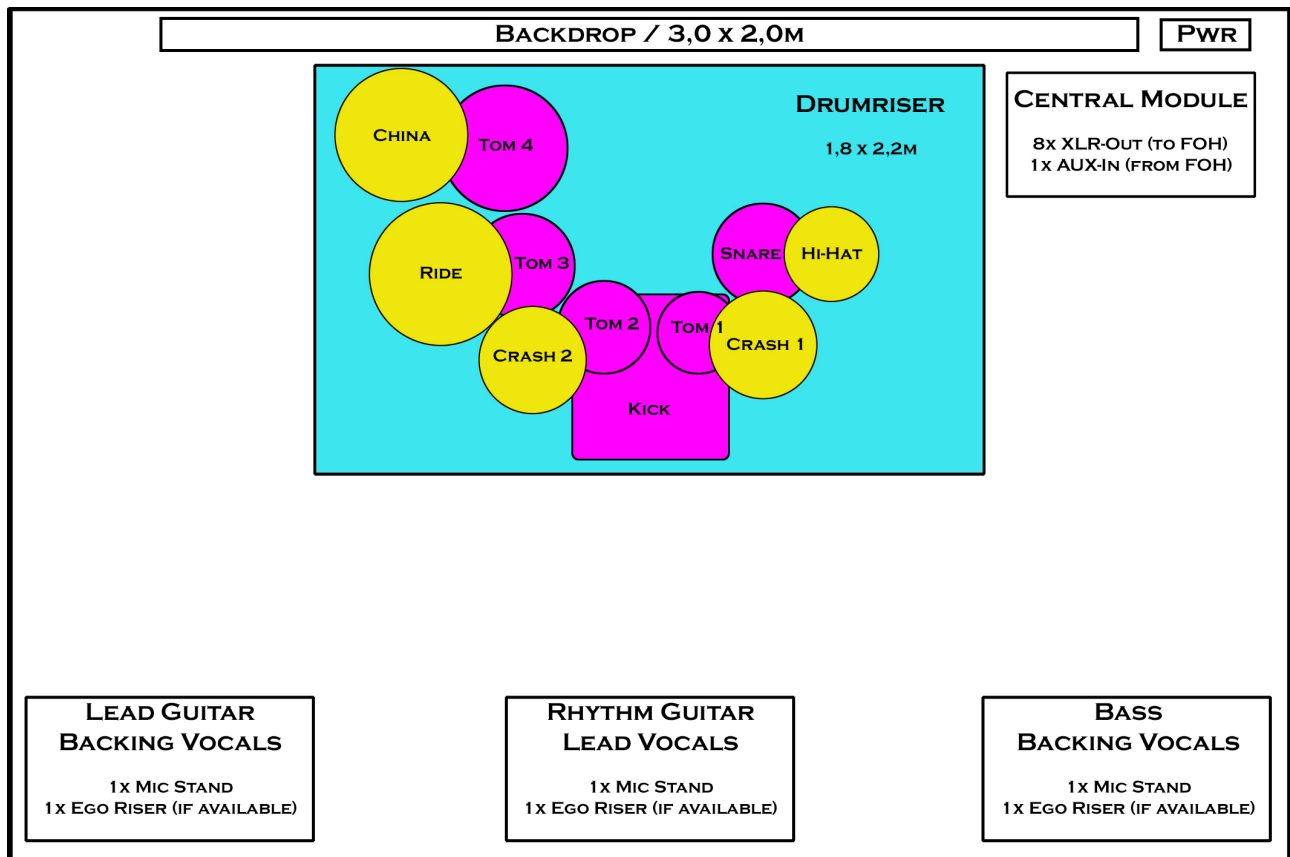 Backdrop / 3,0 x 2,0m
Pwr
Central Module
8x XLR-Out (to FOH)
1x AUX-In (from FOH)
Drumriser
1,8 x 2,2m
China
Tom 4
Ride
Tom 3
Snare
Hi-Hat
Tom 2
Tom 1
Crash 2
Crash 1
Kick
Lead Guitar
Backing Vocals
1x Mic Stand
1x Ego Riser (if available)
Rhythm Guitar
Lead Vocals
1x Mic Stand
1x Ego Riser (if available)
Bass
Backing Vocals
1x Mic Stand
1x Ego Riser (if available)